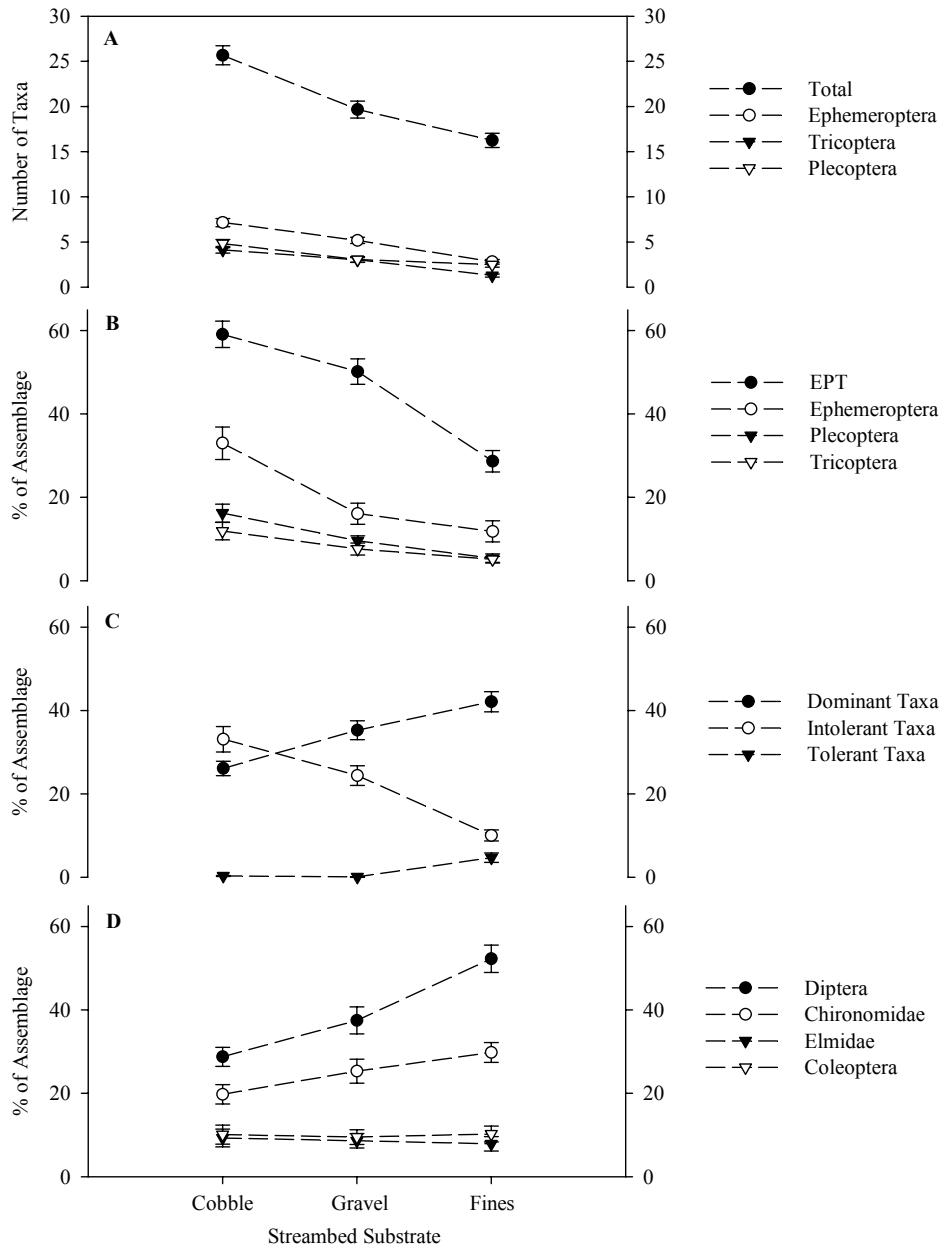 A
Number of Taxa
30
25
20
15
10
5
0
30
25
20
15
10
5
0
Total
Ephemeroptera
Tricoptera
Plecoptera
B
% of Assemblage
60
40
20
0
60
40
20
0
EPT
Ephemeroptera
Plecoptera
Tricoptera
C
% of Assemblage
60
40
20
0
60
40
20
0
Dominant Taxa
Intolerant Taxa
Tolerant Taxa
D
% of Assemblage
60
40
20
0
60
40
20
0
Diptera
Chironomidae
Elmidae
Coleoptera
Cobble Gravel Fines
Streambed Substrate